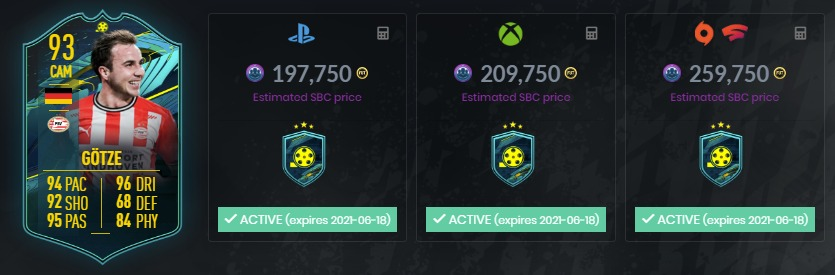 93
CAM
GÖTZE
94 PAC 96 DRI
92 SHO 68 DEF
95 PAS 84 PHY
197,750
Estimated SBC price
ACTIVE (expires 2021-06-18)
209,750
Estimated SBC price
ACTIVE (expires 2021-06-18)
259,750
Estimated SBC price
ACTIVE (expires 2021-06-18)